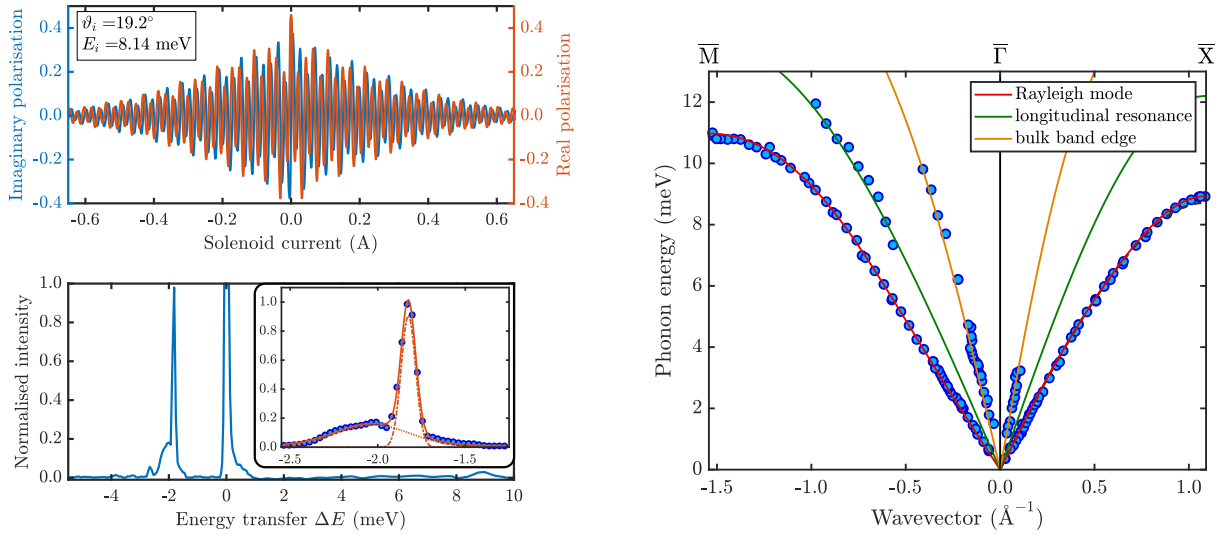 ϑi =19.2°
Ei =8.14 meV
Imaginary polarisation
Real polarisation
0.4
0.2
0.0
-0.2
-0.4
0.4
0.2
0.0
-0.2
-0.4
-0.6 -0.4 -0.2 0.0 0.2 0.4 0.6
Solenoid current (A)
Normalised intensity
1.0
0.8
0.6
0.4
0.2
0.0
1.0
0.8
0.6
0.4
0.2
0.0
-2.5 -2.0 -1.5
-4 -2 0 2 4 6 8 10
Energy transfer ΔE (meV)
M̅ Γ̅ X̅
Rayleigh mode
longitudinal resonance
bulk band edge
Phonon energy (meV)
12
10
8
6
4
2
0
-1.5 -1.0 -0.5 0.0 0.5 1.0
Wavevector (Å⁻¹)